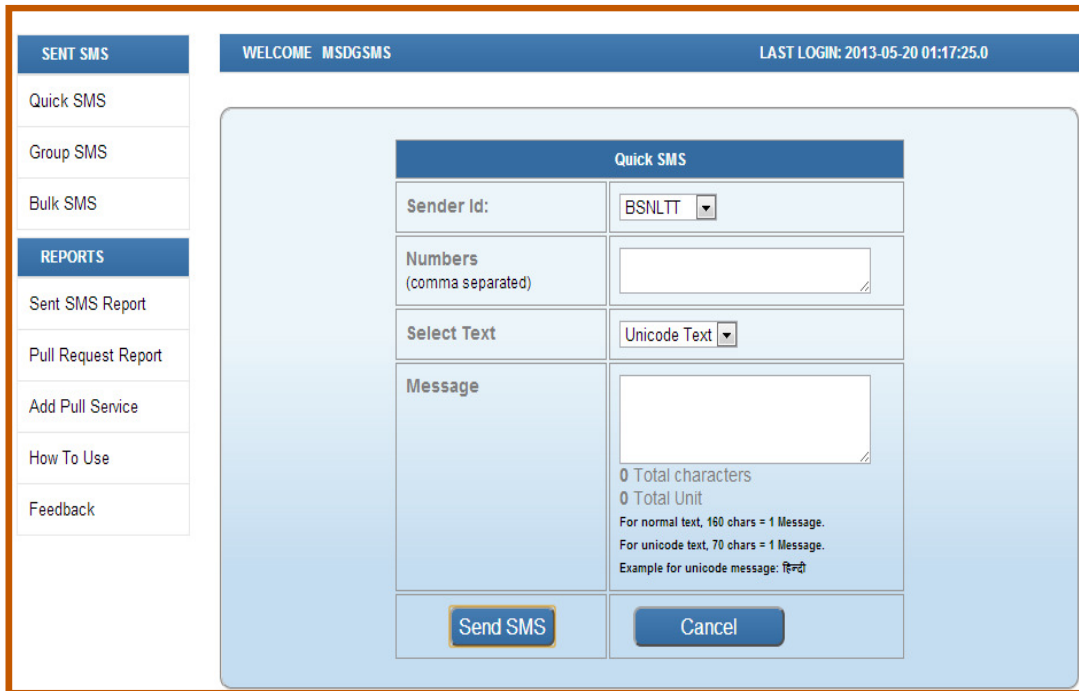 SENT SMS
Quick SMS
Group SMS
Bulk SMS
REPORTS
Sent SMS Report
Pull Request Report
Add Pull Service
How To Use
Feedback
WELCOME MSDGSMS
LAST LOGIN: 2013-05-20 01:17:25.0
Quick SMS
Sender Id:
BSNLTT
Numbers
(comma separated)
Select Text
Unicode Text
Message
0 Total characters
0 Total Unit
For normal text, 160 chars = 1 Message.
For unicode text, 70 chars = 1 Message.
Example for unicode message: हिन्दी
Send SMS
Cancel